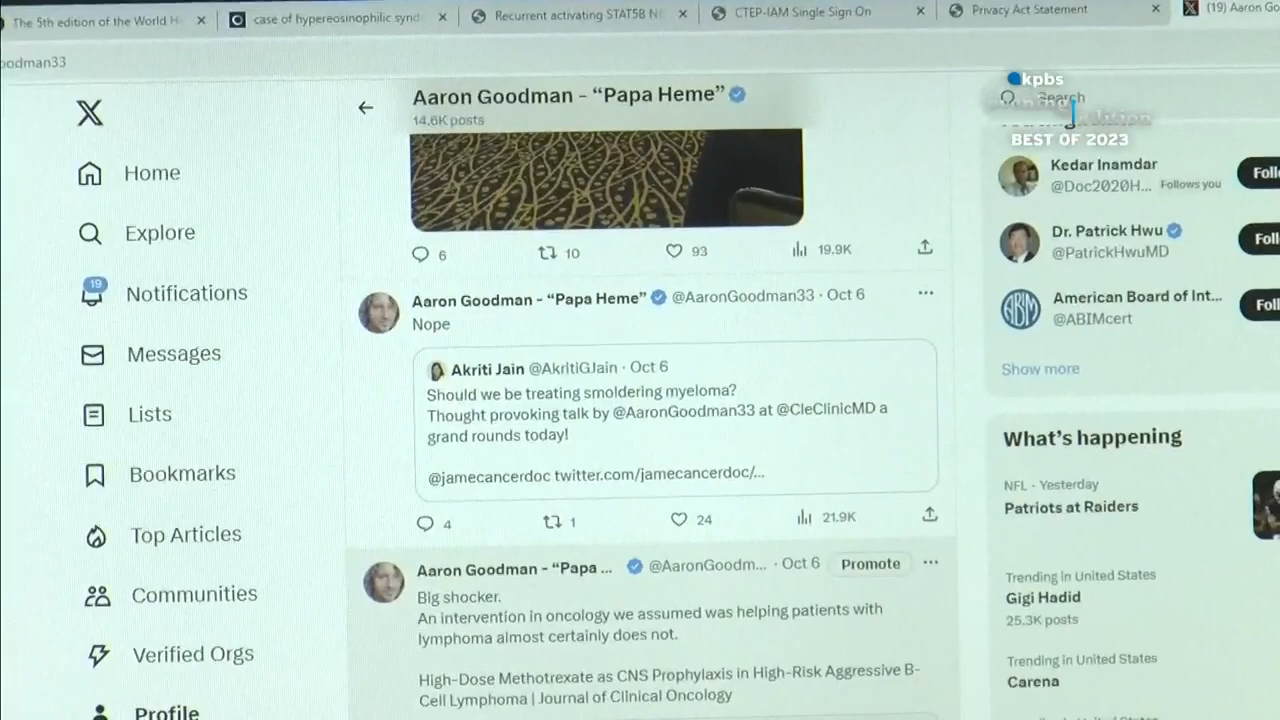 The 5th edition of the World H
case of hypereosinophilic synd
Recurrent activating STAT5B N
CTEP-IAM Single Sign On
Privacy Act Statement
(19) Aaron Go
oodman33
X
Home
Explore
19
Notifications
Messages
Lists
Bookmarks
Top Articles
Communities
Verified Orgs
Profile
Aaron Goodman - “Papa Heme”
14.6K posts
6 10 93 19.9K
Aaron Goodman - “Papa Heme” @AaronGoodman33 · Oct 6
Nope
Akriti Jain @AkritiGJain · Oct 6
Should we be treating smoldering myeloma?
Thought provoking talk by @AaronGoodman33 at @CleClinicMD a
grand rounds today!
@jamecancerdoc twitter.com/jamecancerdoc/...
4 1 24 21.9K
Aaron Goodman - “Papa ... @AaronGoodm... · Oct 6 Promote
Big shocker.
An intervention in oncology we assumed was helping patients with
lymphoma almost certainly does not.
High-Dose Methotrexate as CNS Prophylaxis in High-Risk Aggressive B-
Cell Lymphoma | Journal of Clinical Oncology
kpbs
Search
evening edition
BEST OF 2023
Kedar Inamdar
@Doc2020H... Follows you
Foll
Dr. Patrick Hwu
@PatrickHwuMD
Foll
American Board of Int...
@ABIMcert
Foll
Show more
What’s happening
NFL · Yesterday
Patriots at Raiders
Trending in United States
Gigi Hadid
25.3K posts
Trending in United States
Carena